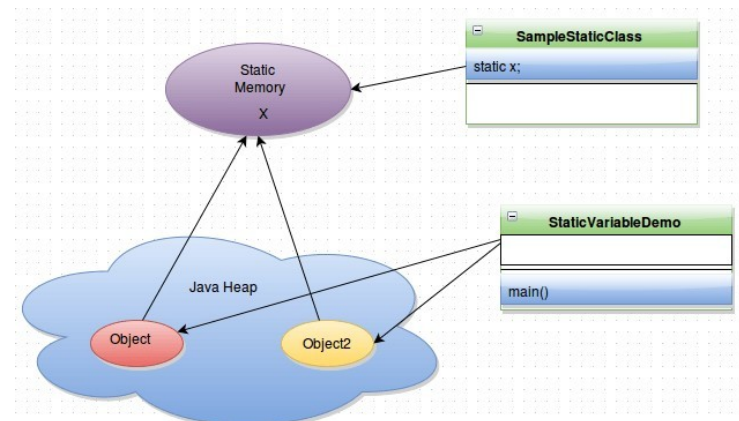 SampleStaticClass
static x;
Static
Memory
X
StaticVariableDemo
main()
Java Heap
Object
Object2